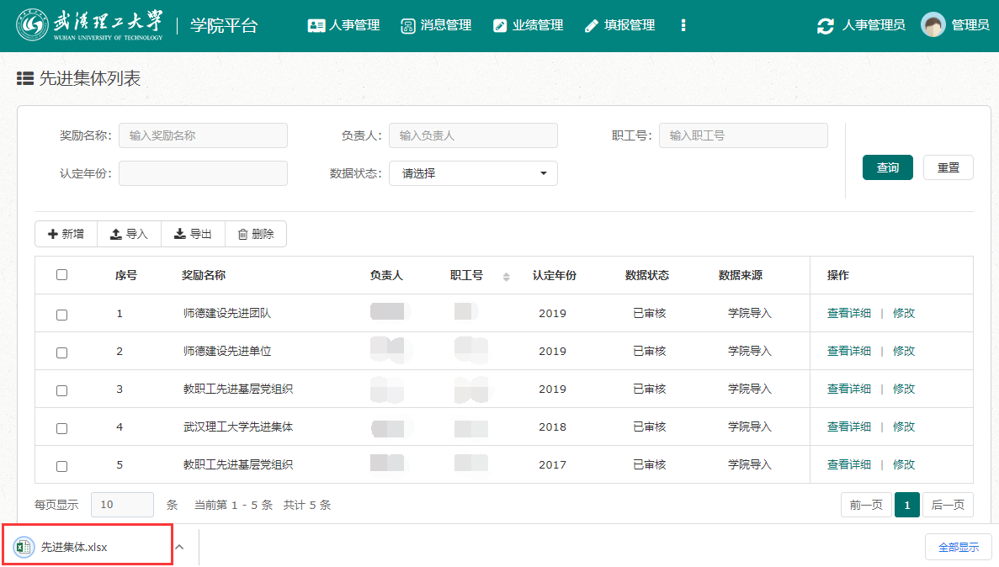 武汉理工大学
WUHAN UNIVERSITY OF TECHNOLOGY
学院平台
人事管理 消息管理 业绩管理 填报管理
人事管理员 管理员
先进集体列表
奖励名称: 输入奖励名称 负责人: 输入负责人 职工号: 输入职工号
认定年份: 数据状态: 请选择
查询 重置
新增 导入 导出 删除
序号 奖励名称 负责人 职工号 认定年份 数据状态 数据来源 操作
1 师德建设先进团队 2019 已审核 学院导入 查看详细 | 修改
2 师德建设先进单位 2019 已审核 学院导入 查看详细 | 修改
3 教职工先进基层党组织 2019 已审核 学院导入 查看详细 | 修改
4 武汉理工大学先进集体 2018 已审核 学院导入 查看详细 | 修改
5 教职工先进基层党组织 2017 已审核 学院导入 查看详细 | 修改
每页显示 10 条 当前第 1 - 5 条 共计 5 条 前一页 1 后一页
先进集体.xlsx 全部显示